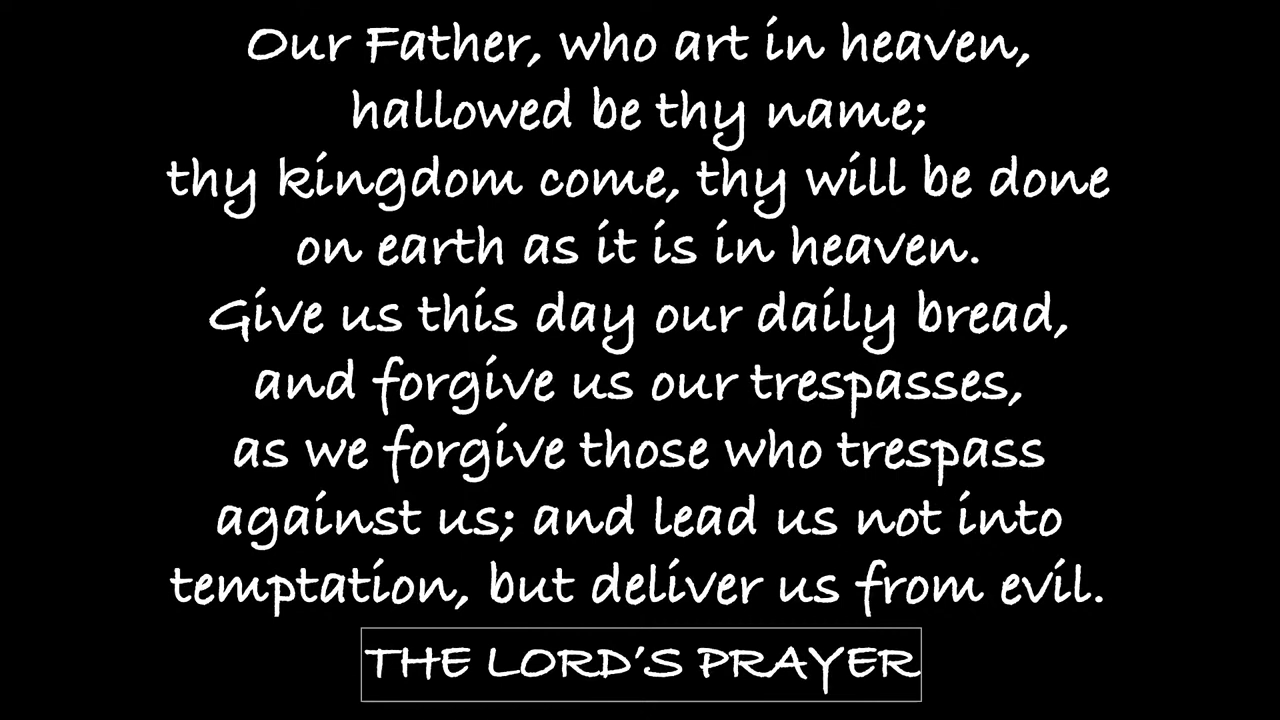 Our Father, who art in heaven,
hallowed be thy name;
thy kingdom come, thy will be done
on earth as it is in heaven.
Give us this day our daily bread,
and forgive us our trespasses,
as we forgive those who trespass
against us; and lead us not into
temptation, but deliver us from evil.
THE LORD'S PRAYER